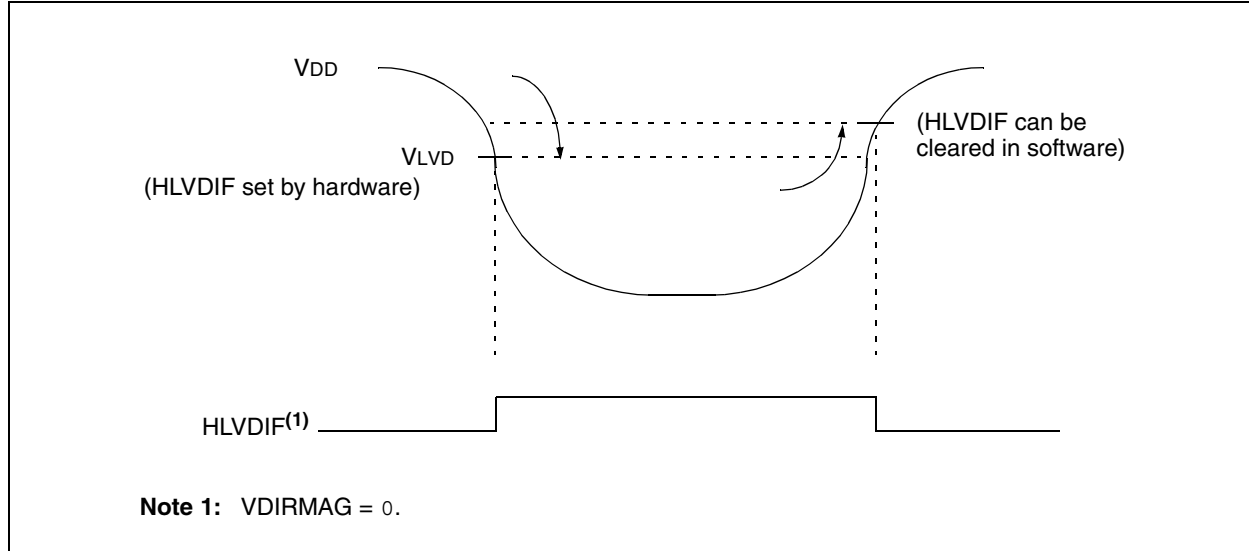 VDD
(HLVDIF can be
cleared in software)
VLVD
(HLVDIF set by hardware)
HLVDIF(1)
Note 1: VDIRMAG = 0.